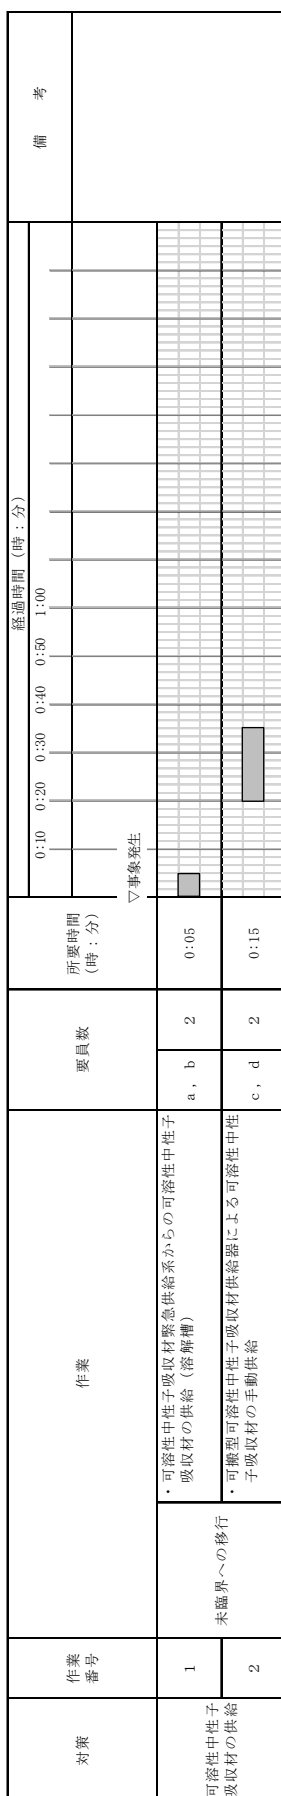 対策
作業
番号
作業
要員数
所要時間
(時：分)
経過時間（時：分）
備　考
0:10
0:20
0:30
0:40
0:50
1:00
▽事象発生
可溶性中性子
吸収材の供給
1
未臨界への移行
・可溶性中性子吸収材緊急供給系からの可溶性中性子
吸収材の供給（溶解槽）
a, b
2
0:05
2
・可搬型可溶性中性子吸収材供給器による可溶性中性
子吸収材の手動供給
c, d
2
0:15